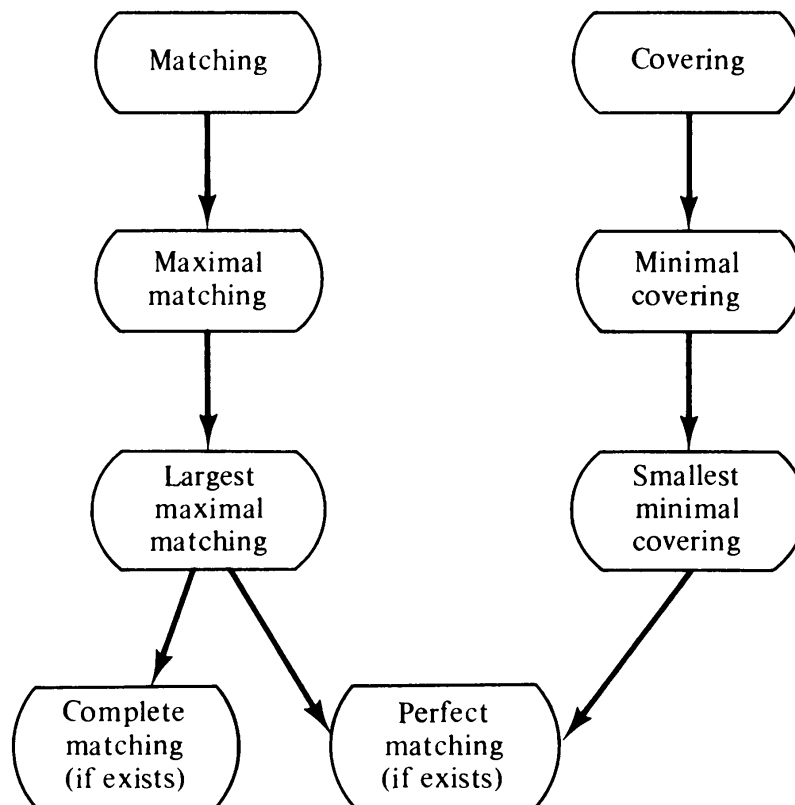 Matching
Covering
Maximal
matching
Minimal
covering
Largest
maximal
matching
Smallest
minimal
covering
Complete
matching
(if exists)
Perfect
matching
(if exists)